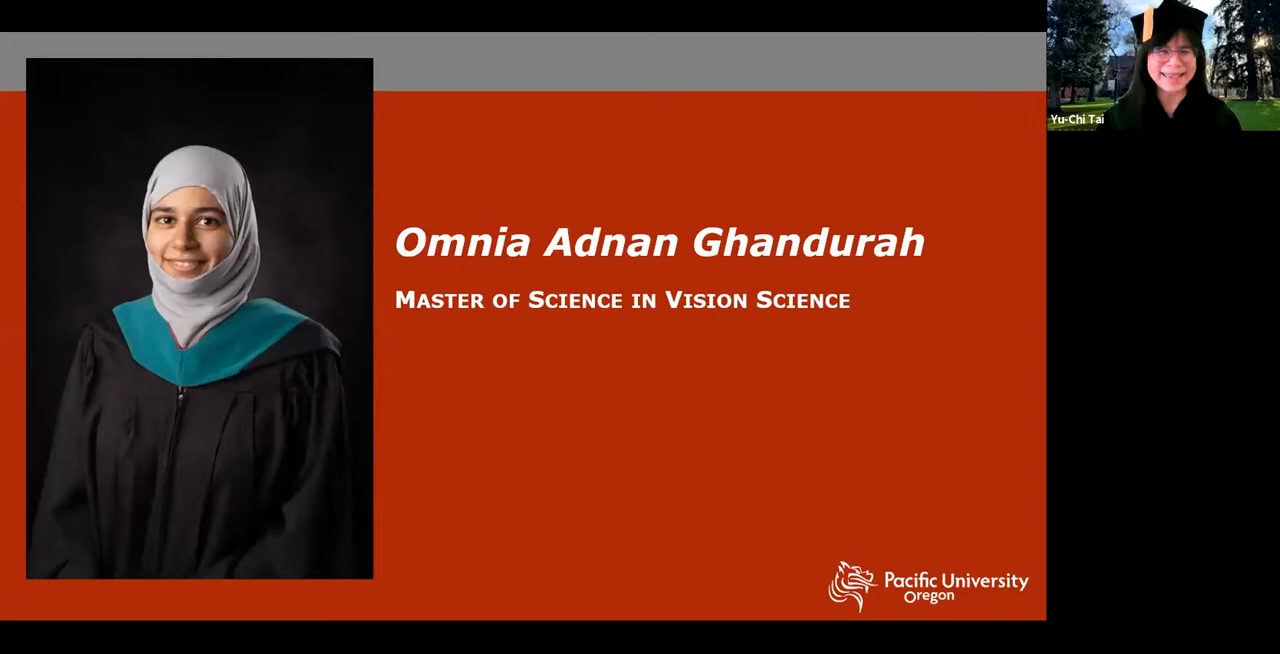 Yu-Chi Tai
Omnia Adnan Ghandurah
Master of Science in Vision Science
Pacific University
Oregon